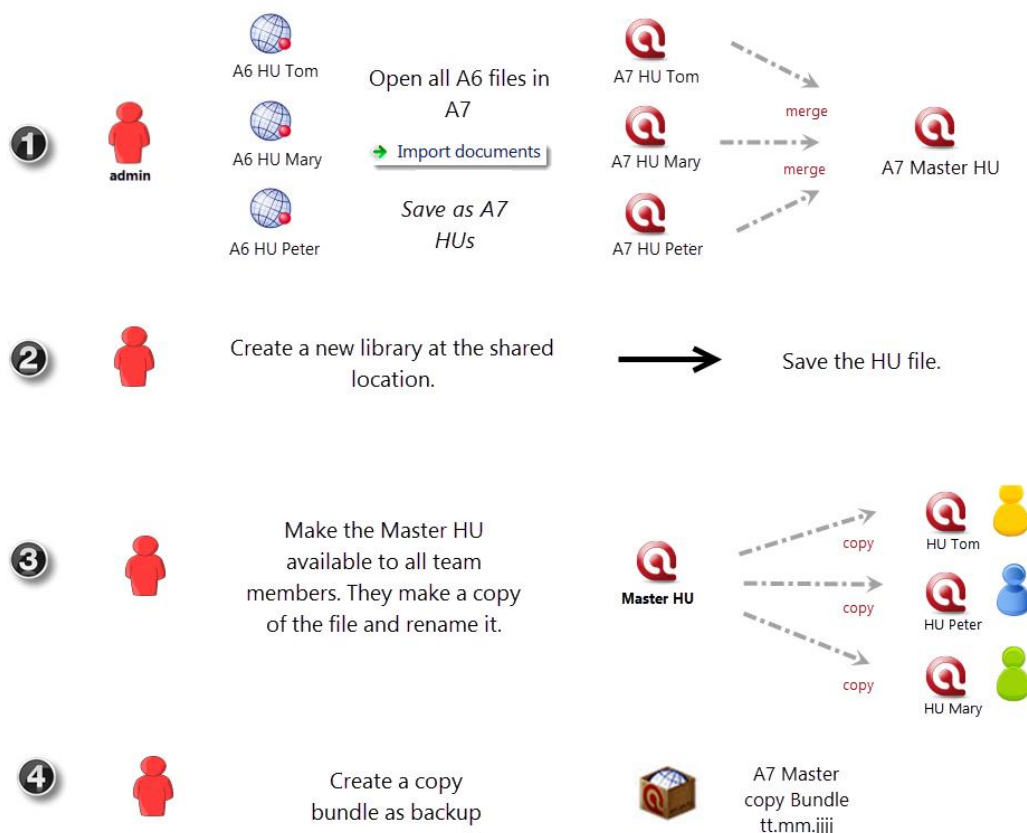 1
admin
A6 HU Tom
A6 HU Mary
A6 HU Peter
Open all A6 files in
A7
Import documents
Save as A7
HUs
A7 HU Tom
A7 HU Mary
A7 HU Peter
merge
merge
A7 Master HU
2
Create a new library at the shared
location.
Save the HU file.
3
Make the Master HU
available to all team
members. They make a copy
of the file and rename it.
Master HU
copy
copy
copy
HU Tom
HU Peter
HU Mary
4
Create a copy
bundle as backup
A7 Master
copy Bundle
tt.mm.jjjj